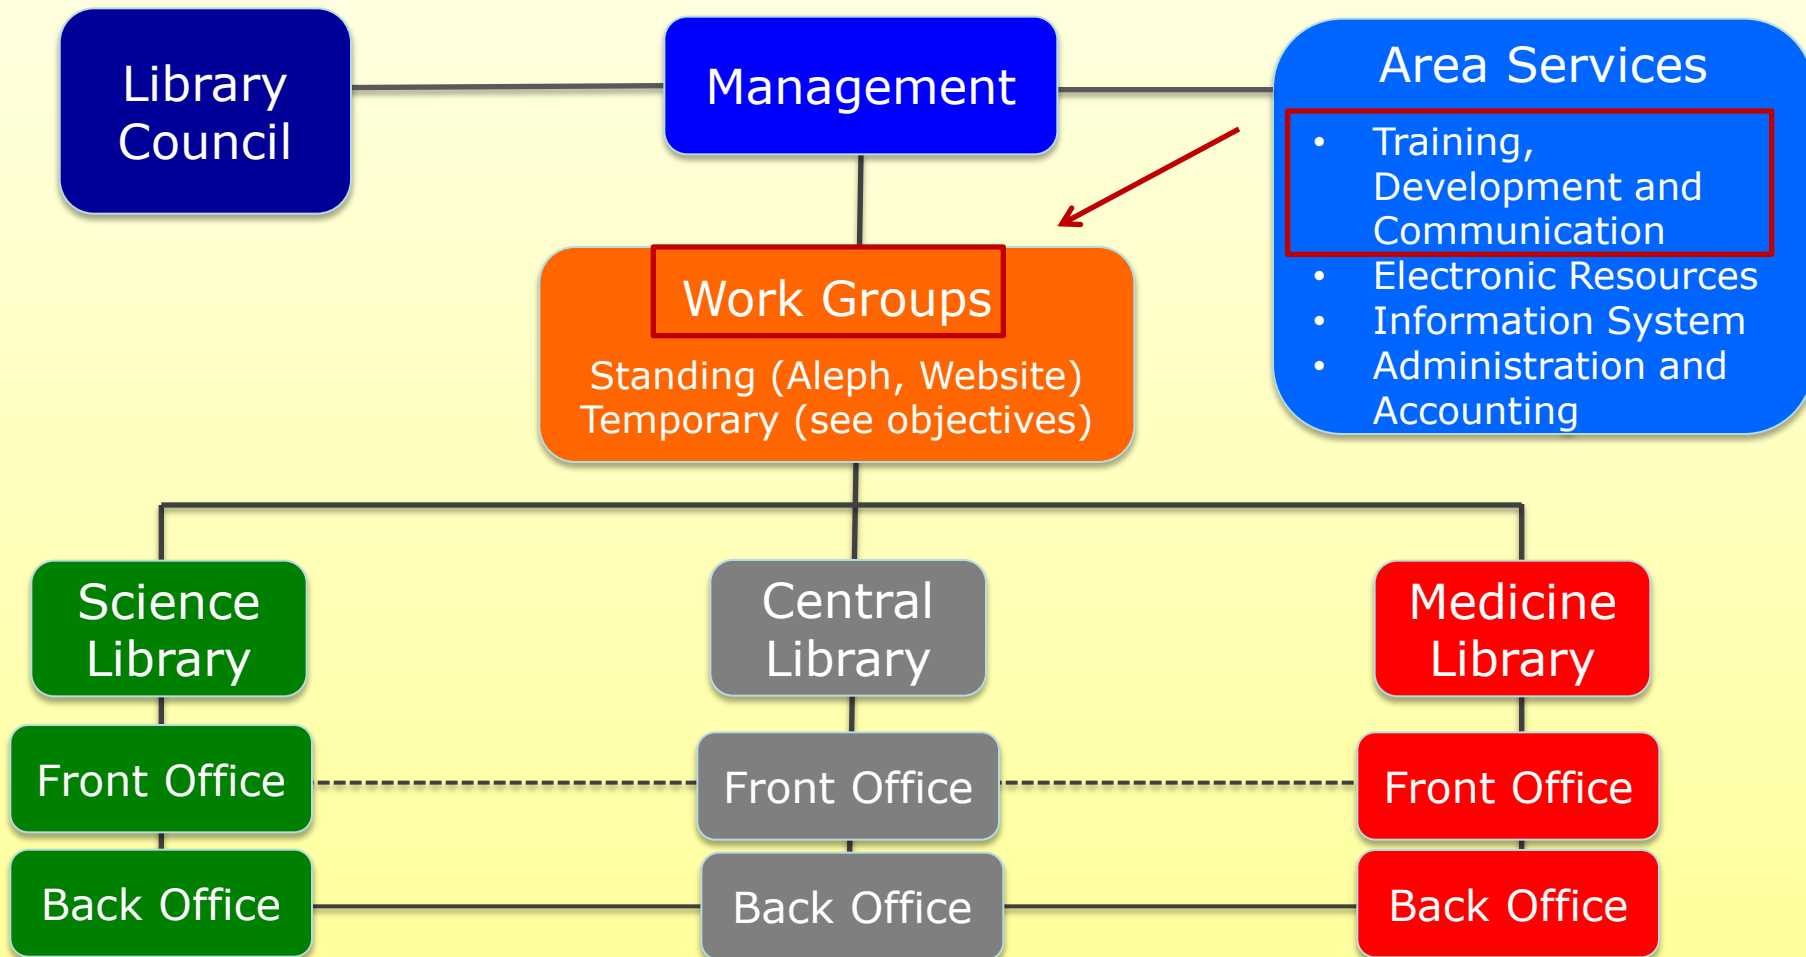 Library
Council
Management
Area Services
• Training,
Development and
Communication
• Electronic Resources
• Information System
• Administration and
Accounting
Work Groups
Standing (Aleph, Website)
Temporary (see objectives)
Science
Library
Central
Library
Medicine
Library
Front Office
Front Office
Front Office
Back Office
Back Office
Back Office